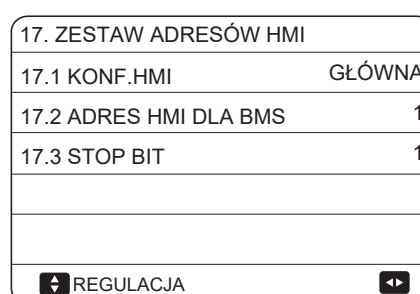 17. ZESTAW ADRESÓW HMI
17.1 KONF.HMI GŁÓWNA
17.2 ADRES HMI DLA BMS 1
17.3 STOP BIT 1
REGULACJA